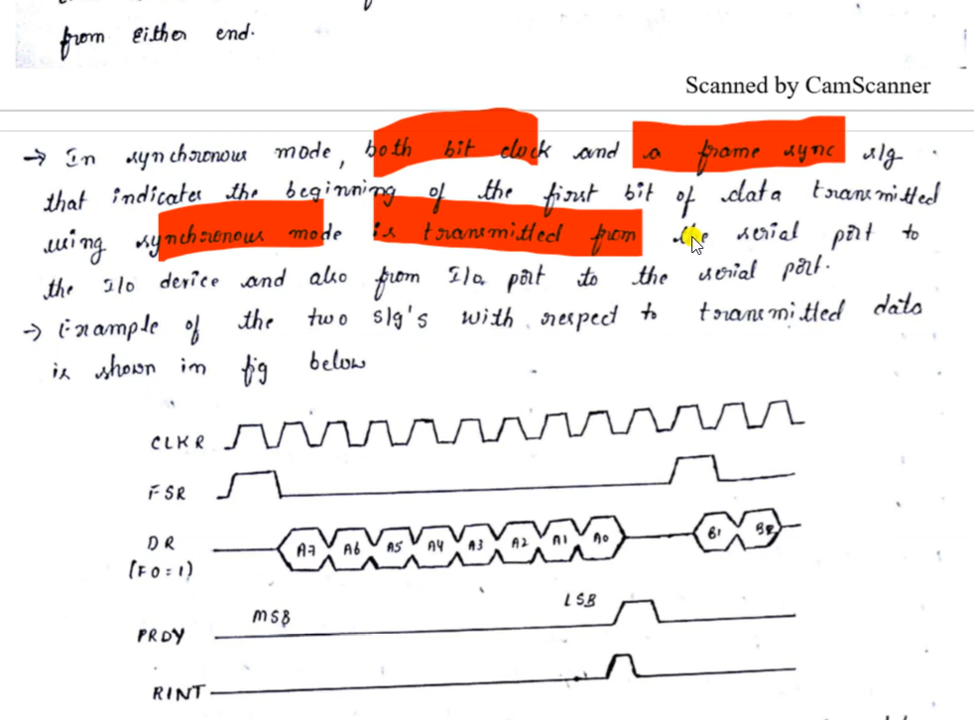 from either end.
Scanned by CamScanner
→ In synchronous mode, both bit clock and a frame sync s/g
that indicates the beginning of the first bit of data transmitted
using synchronous mode is transmitted from the serial port to
the I/O device and also from I/O port to the serial port.
→ Example of the two s/g's with respect to transmitted data
is shown in fig below
CLKR
FSR
DR
(FO=1)
A7 A6 A5 A4 A3 A2 A1 A0 B1 B2
MSB LSB
PRDY
RINT